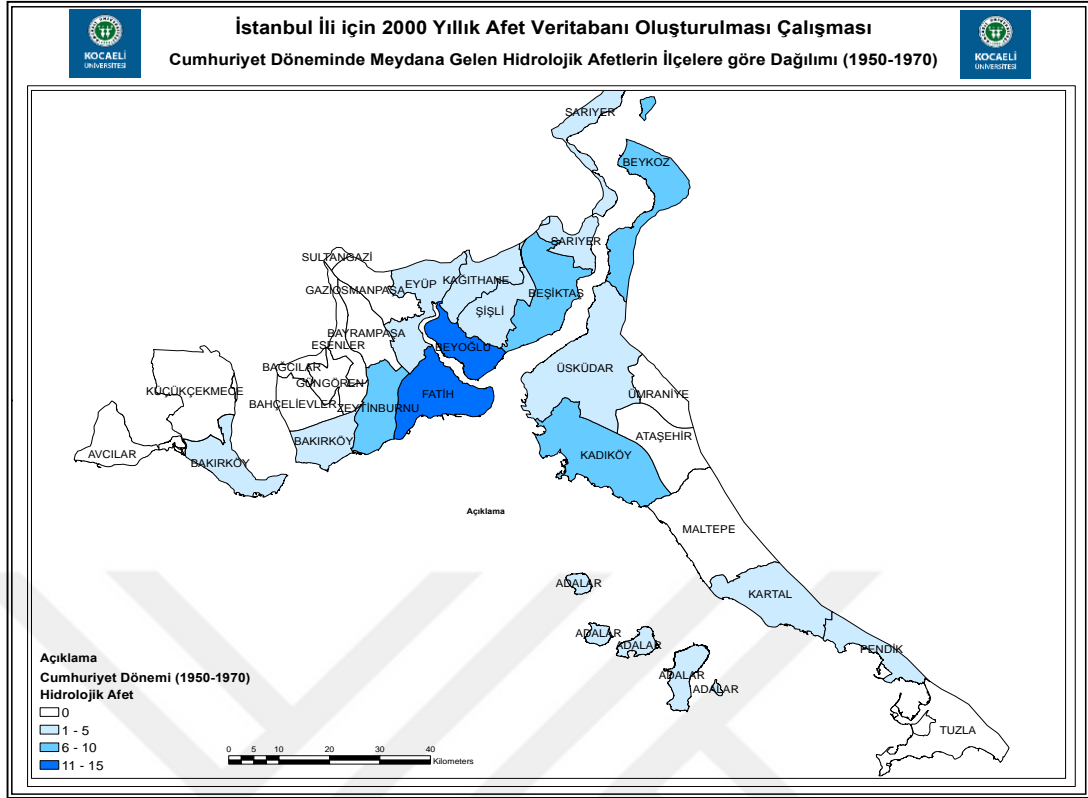 İstanbul İli için 2000 Yıllık Afet Veritabanı Oluşturulması Çalışması
Cumhuriyet Döneminde Meydana Gelen Hidrolojik Afetlerin İlçelere göre Dağılımı (1950-1970)
KOCAELİ
ÜNİVERSİTESİ
KOCAELİ
ÜNİVERSİTESİ
SARIYER
BEYKOZ
SARIYER
SULTANGAZİ
EYÜP
KAĞITHANE
GAZİOSMANPAŞA
BEŞİKTAŞ
ŞİŞLİ
BAYRAMPAŞA
ESENLER
BEYOĞLU
BAĞCILAR
ÜSKÜDAR
GÜNGÖREN
KÜÇÜKÇEKMECE
FATİH
ÜMRANİYE
BAHÇELİEVLER
ZEYTİNBURNU
ATAŞEHİR
BAKIRKÖY
AVCILAR
KADIKÖY
BAKIRKÖY
Açıklama
MALTEPE
ADALAR
KARTAL
ADALAR
ADALAR
PENDİK
ADALAR
ADALAR
TUZLA
Açıklama
Cumhuriyet Dönemi (1950-1970)
Hidrolojik Afet
0
1 - 5
6 - 10
11 - 15
0 5 10 20 30 40
Kilometers